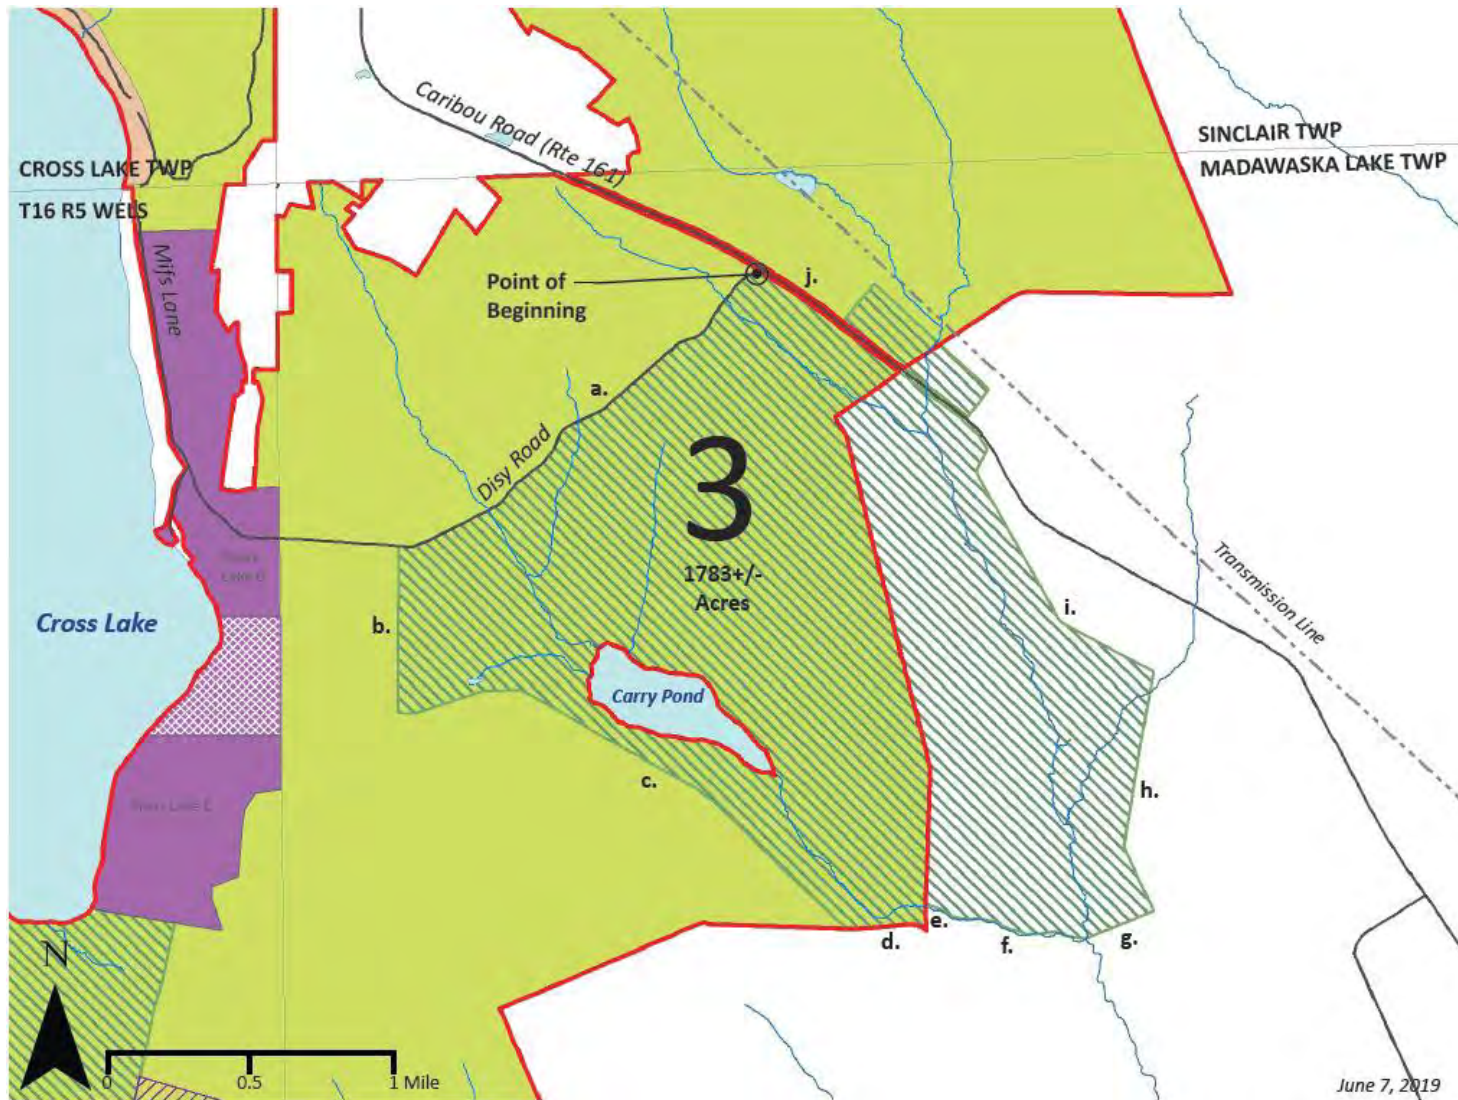 Caribou Road (Rte 161)
SINCLAIR TWP
MADAWASKA LAKE TWP
CROSS LAKE TWP
T16 R5 WELS
Mifs Lane
Point of
Beginning
j.
a.
Disy Road
3
1783+/-
Acres
Transmission Line
b.
i.
Cross Lake
Carry Pond
c.
h.
e.
d.
f.
g.
N
0
0.5
1 Mile
June 7, 2019